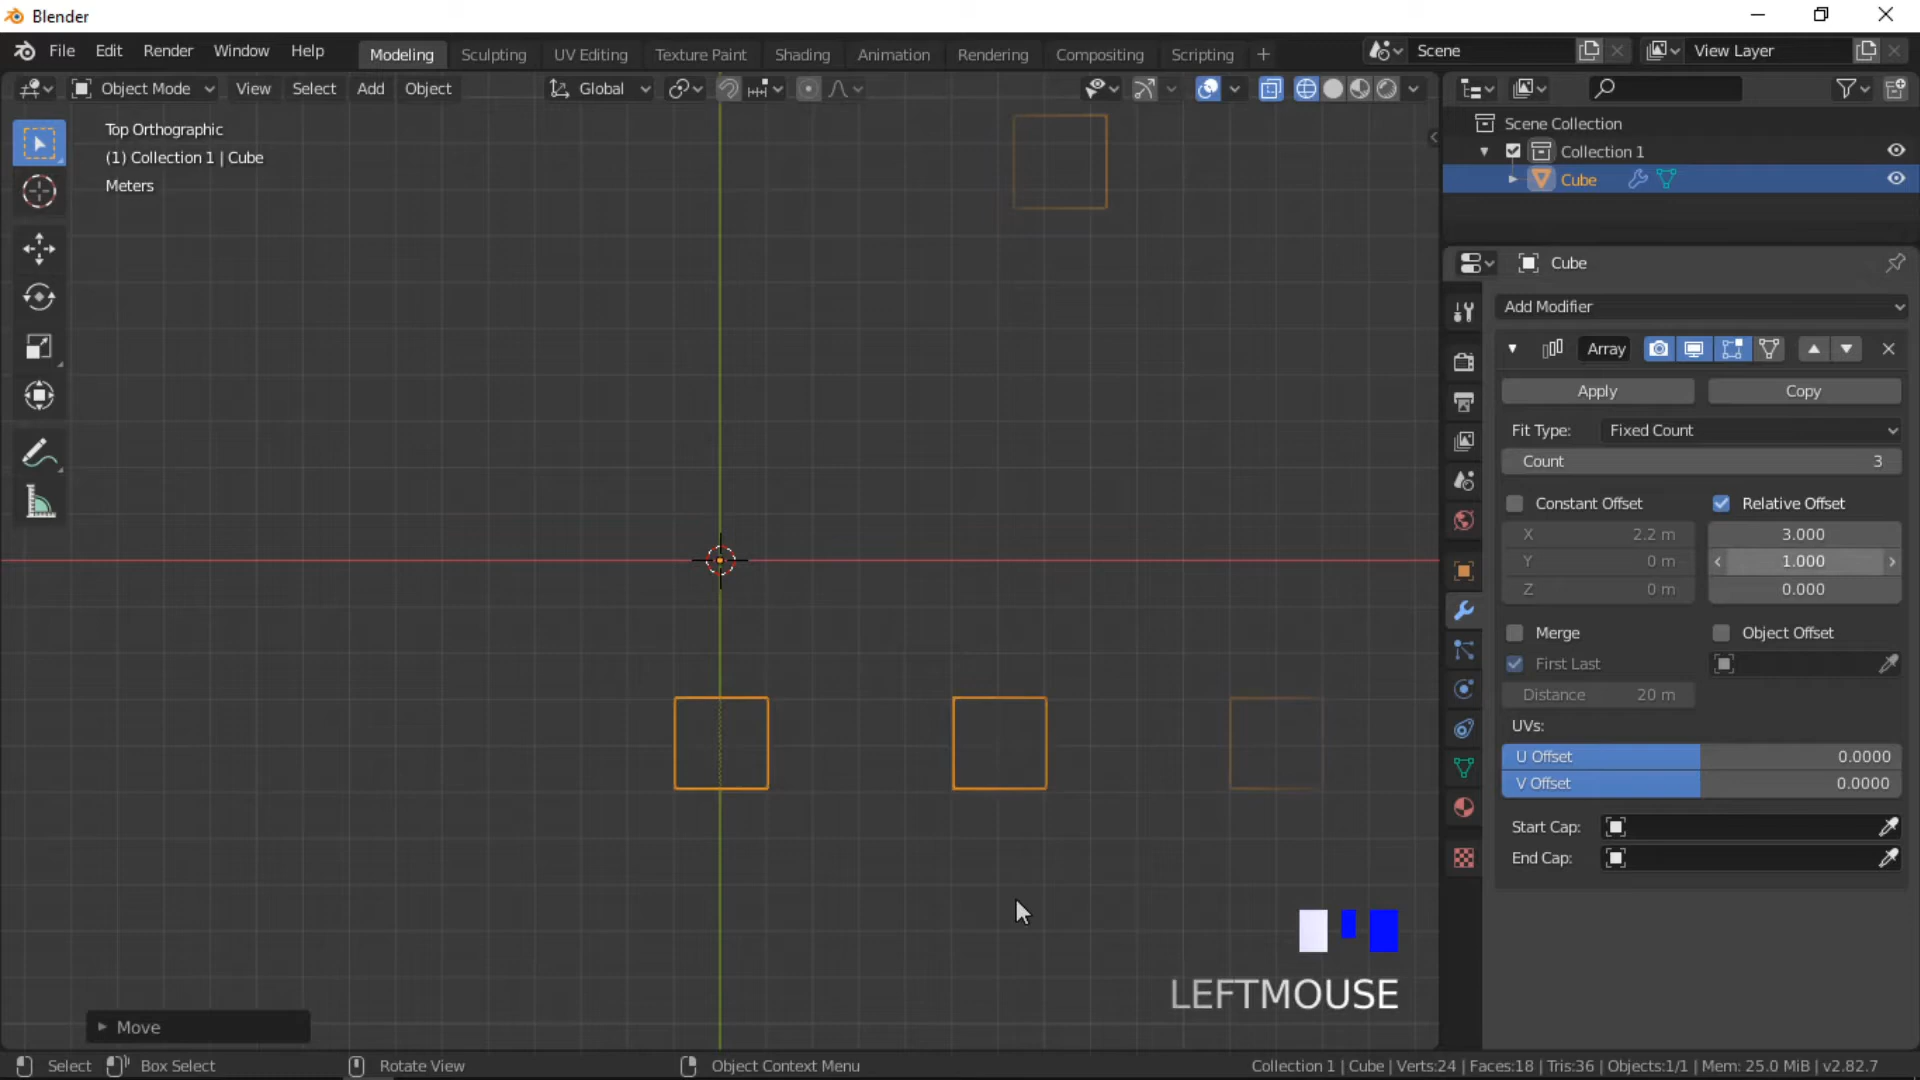 Blender
File Edit Render Window Help Modeling Sculpting UV Editing Texture Paint Shading Animation Rendering Compositing Scripting + Scene View Layer
Object Mode View Select Add Object Global
Top Orthographic
(1) Collection 1 | Cube
Meters
Scene Collection
Collection 1
Cube
Cube
Add Modifier
Array
Apply Copy
Fit Type: Fixed Count
Count 3
Constant Offset Relative Offset
X 2.2 m 3.000
Y 0 m 1.000
Z 0 m 0.000
Merge Object Offset
First Last
Distance 20 m
UVs:
U Offset 0.0000
V Offset 0.0000
Start Cap:
End Cap:
LEFTMOUSE
Move
Select Box Select Rotate View Object Context Menu Collection 1 | Cube | Verts:24 | Faces:18 | Tris:36 | Objects:1/1 | Mem: 25.0 MiB | v2.82.7